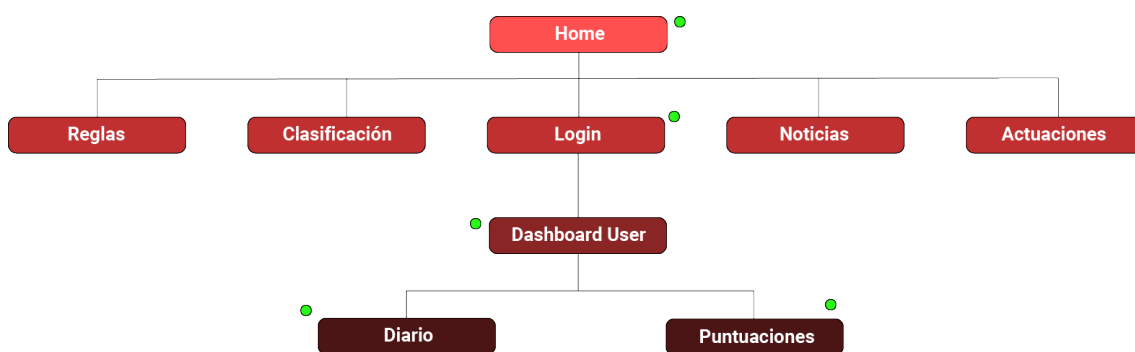 Home
Reglas
Clasificación
Login
Noticias
Actuaciones
Dashboard User
Diario
Puntuaciones